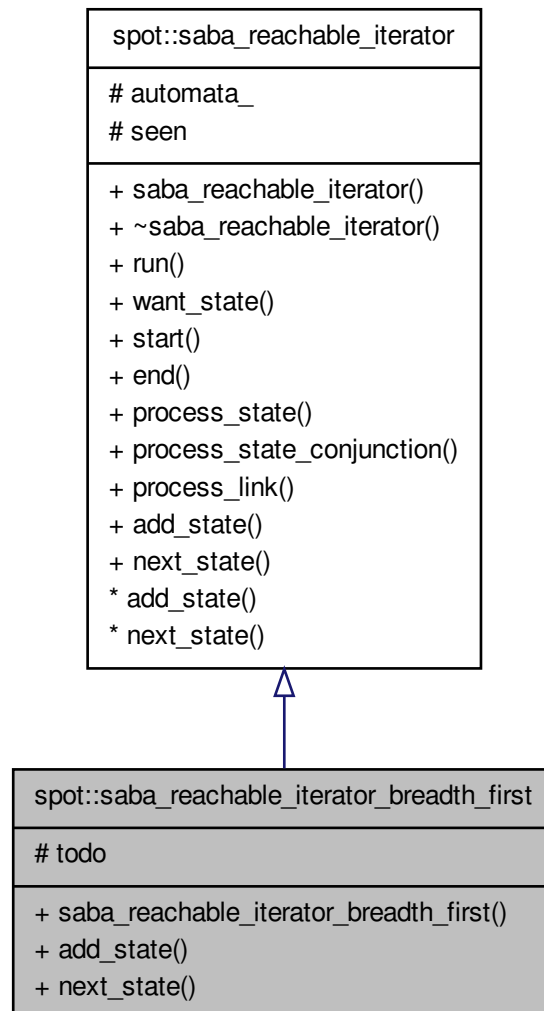 spot::saba_reachable_iterator
# automata_
# seen
+ saba_reachable_iterator()
+ ~saba_reachable_iterator()
+ run()
+ want_state()
+ start()
+ end()
+ process_state()
+ process_state_conjunction()
+ process_link()
+ add_state()
+ next_state()
* add_state()
* next_state()
spot::saba_reachable_iterator_breadth_first
# todo
+ saba_reachable_iterator_breadth_first()
+ add_state()
+ next_state()